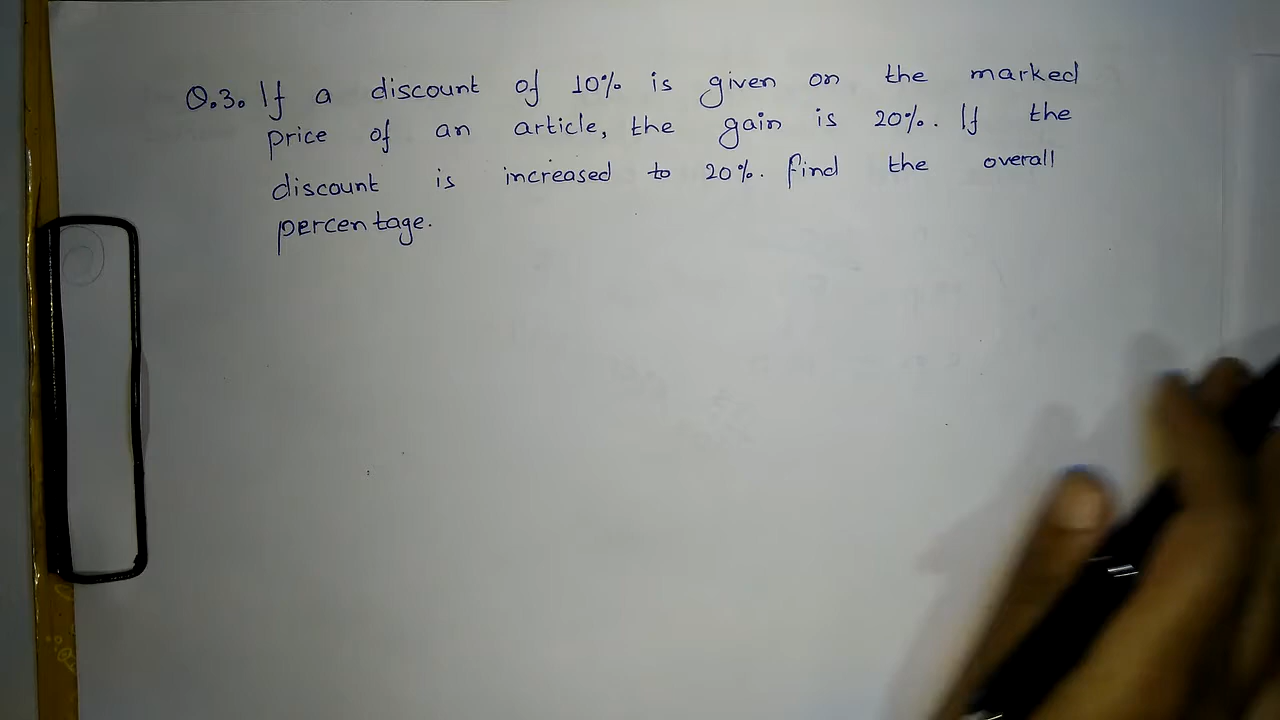 Q.3. If a discount of 10% is given on the marked
price of an article, the gain is 20%. If the
discount is increased to 20%. find the overall
percentage.